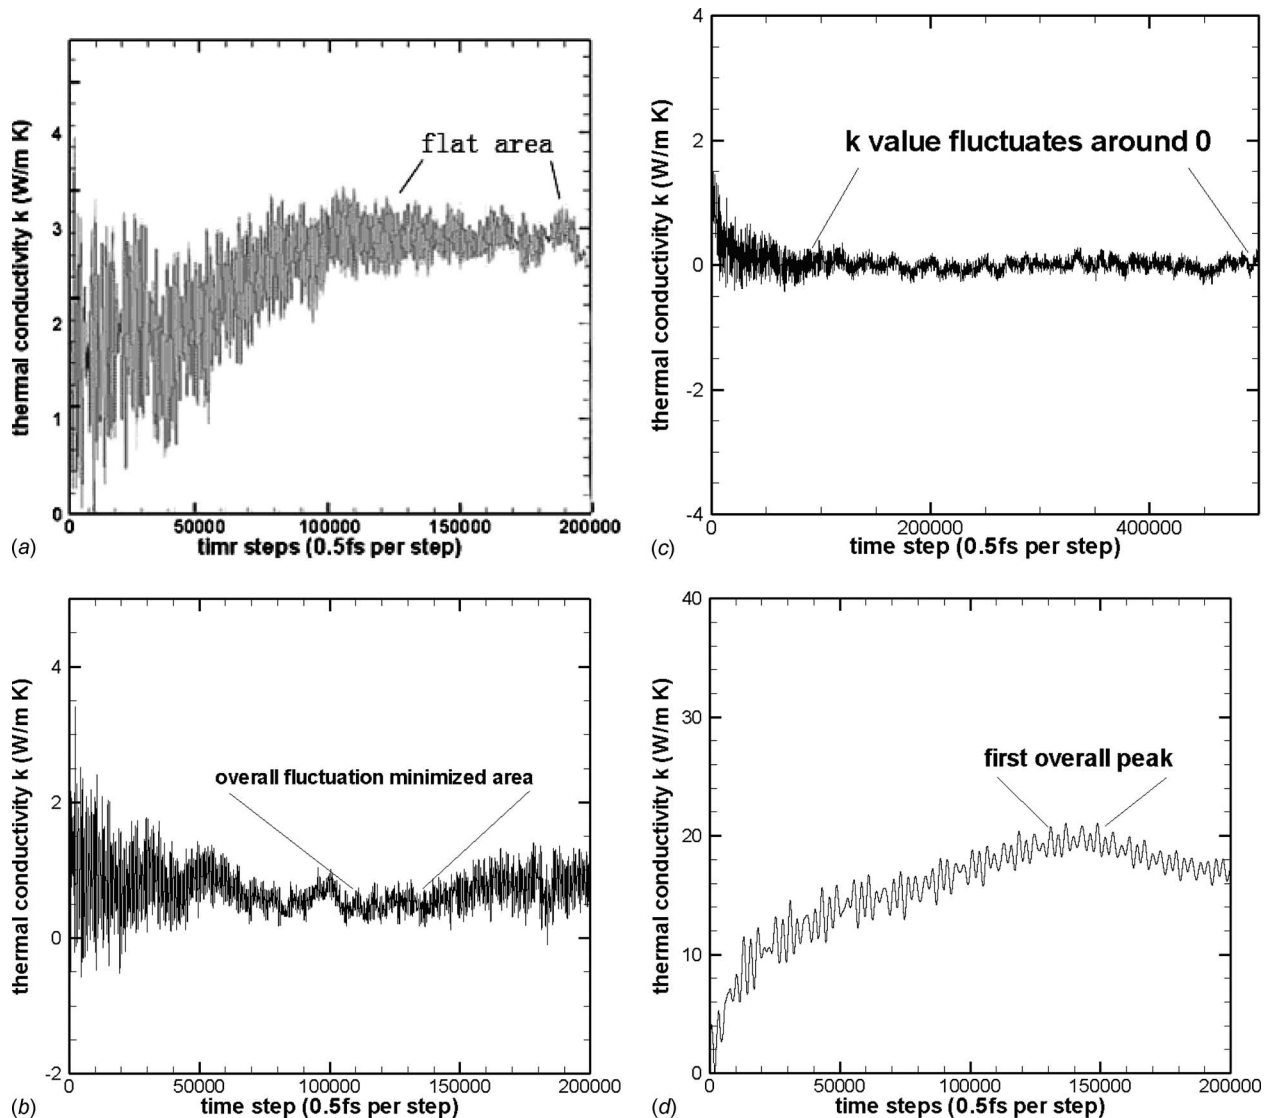 thermal conductivity k (W/m K)
4
3
2
1
0
flat area
0
50000
100000
150000
200000
timr steps (0.5fs per step)
(a)
thermal conductivity k (W/m K)
4
2
0
-2
-4
k value fluctuates around 0
0
200000
400000
time step (0.5fs per step)
(c)
thermal conductivity k (W/m K)
4
2
0
-2
overall fluctuation minimized area
0
50000
100000
150000
200000
time step (0.5fs per step)
(b)
thermal conductivity k (W/m K)
40
30
20
10
0
first overall peak
0
50000
100000
150000
200000
time steps (0.5fs per step)
(d)